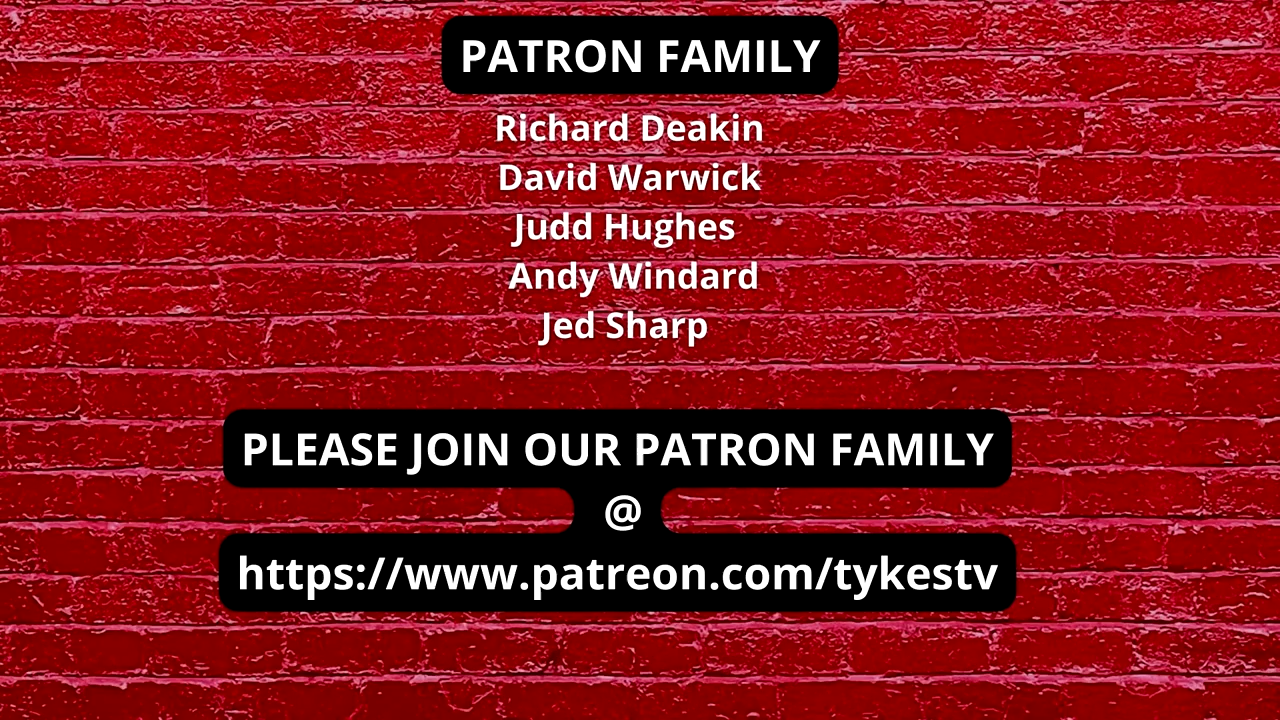 PATRON FAMILY
Richard Deakin
David Warwick
Judd Hughes
Andy Windard
Jed Sharp
PLEASE JOIN OUR PATRON FAMILY
@
https://www.patreon.com/tykestv